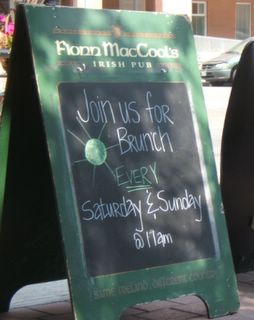 Fionn MacCool's
IRISH PUB
Join us for
Brunch
EVERY
Saturday & Sunday
@ 11am